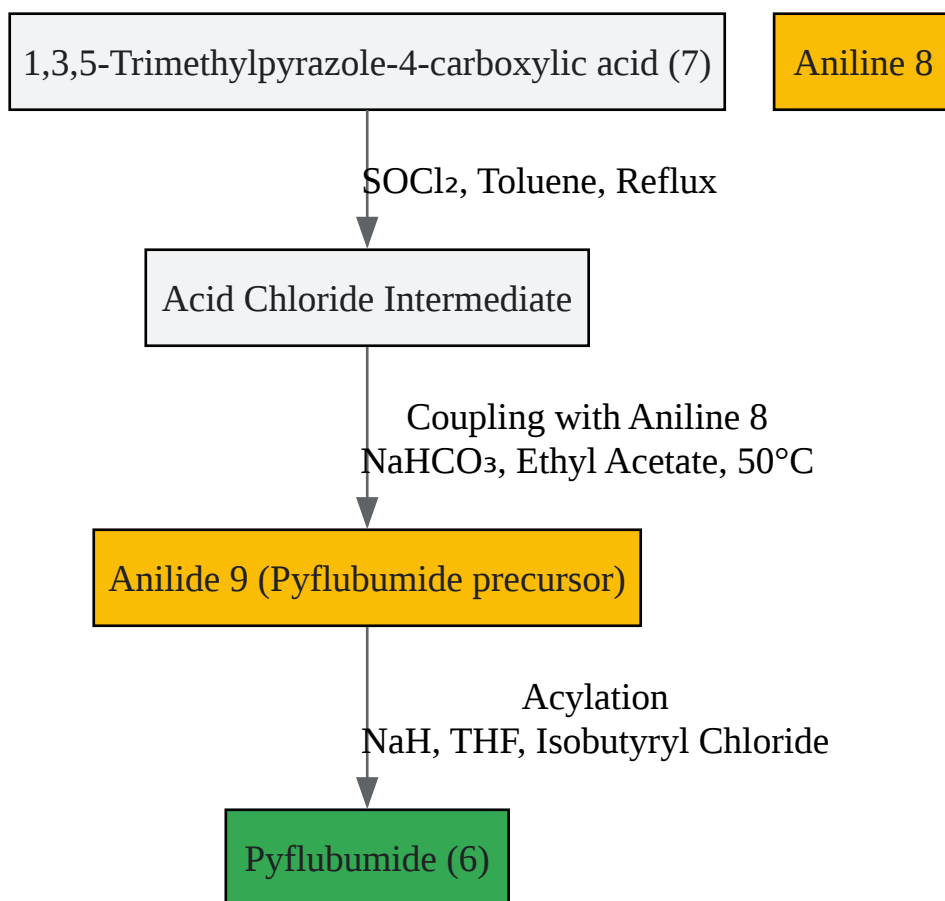 1,3,5-Trimethylpyrazole-4-carboxylic acid (7)
Aniline 8
SOCl₂, Toluene, Reflux
Acid Chloride Intermediate
Coupling with Aniline 8
NaHCO₃, Ethyl Acetate, 50°C
Anilide 9 (Pyflubumide precursor)
Acylation
NaH, THF, Isobutyryl Chloride
Pyflubumide (6)